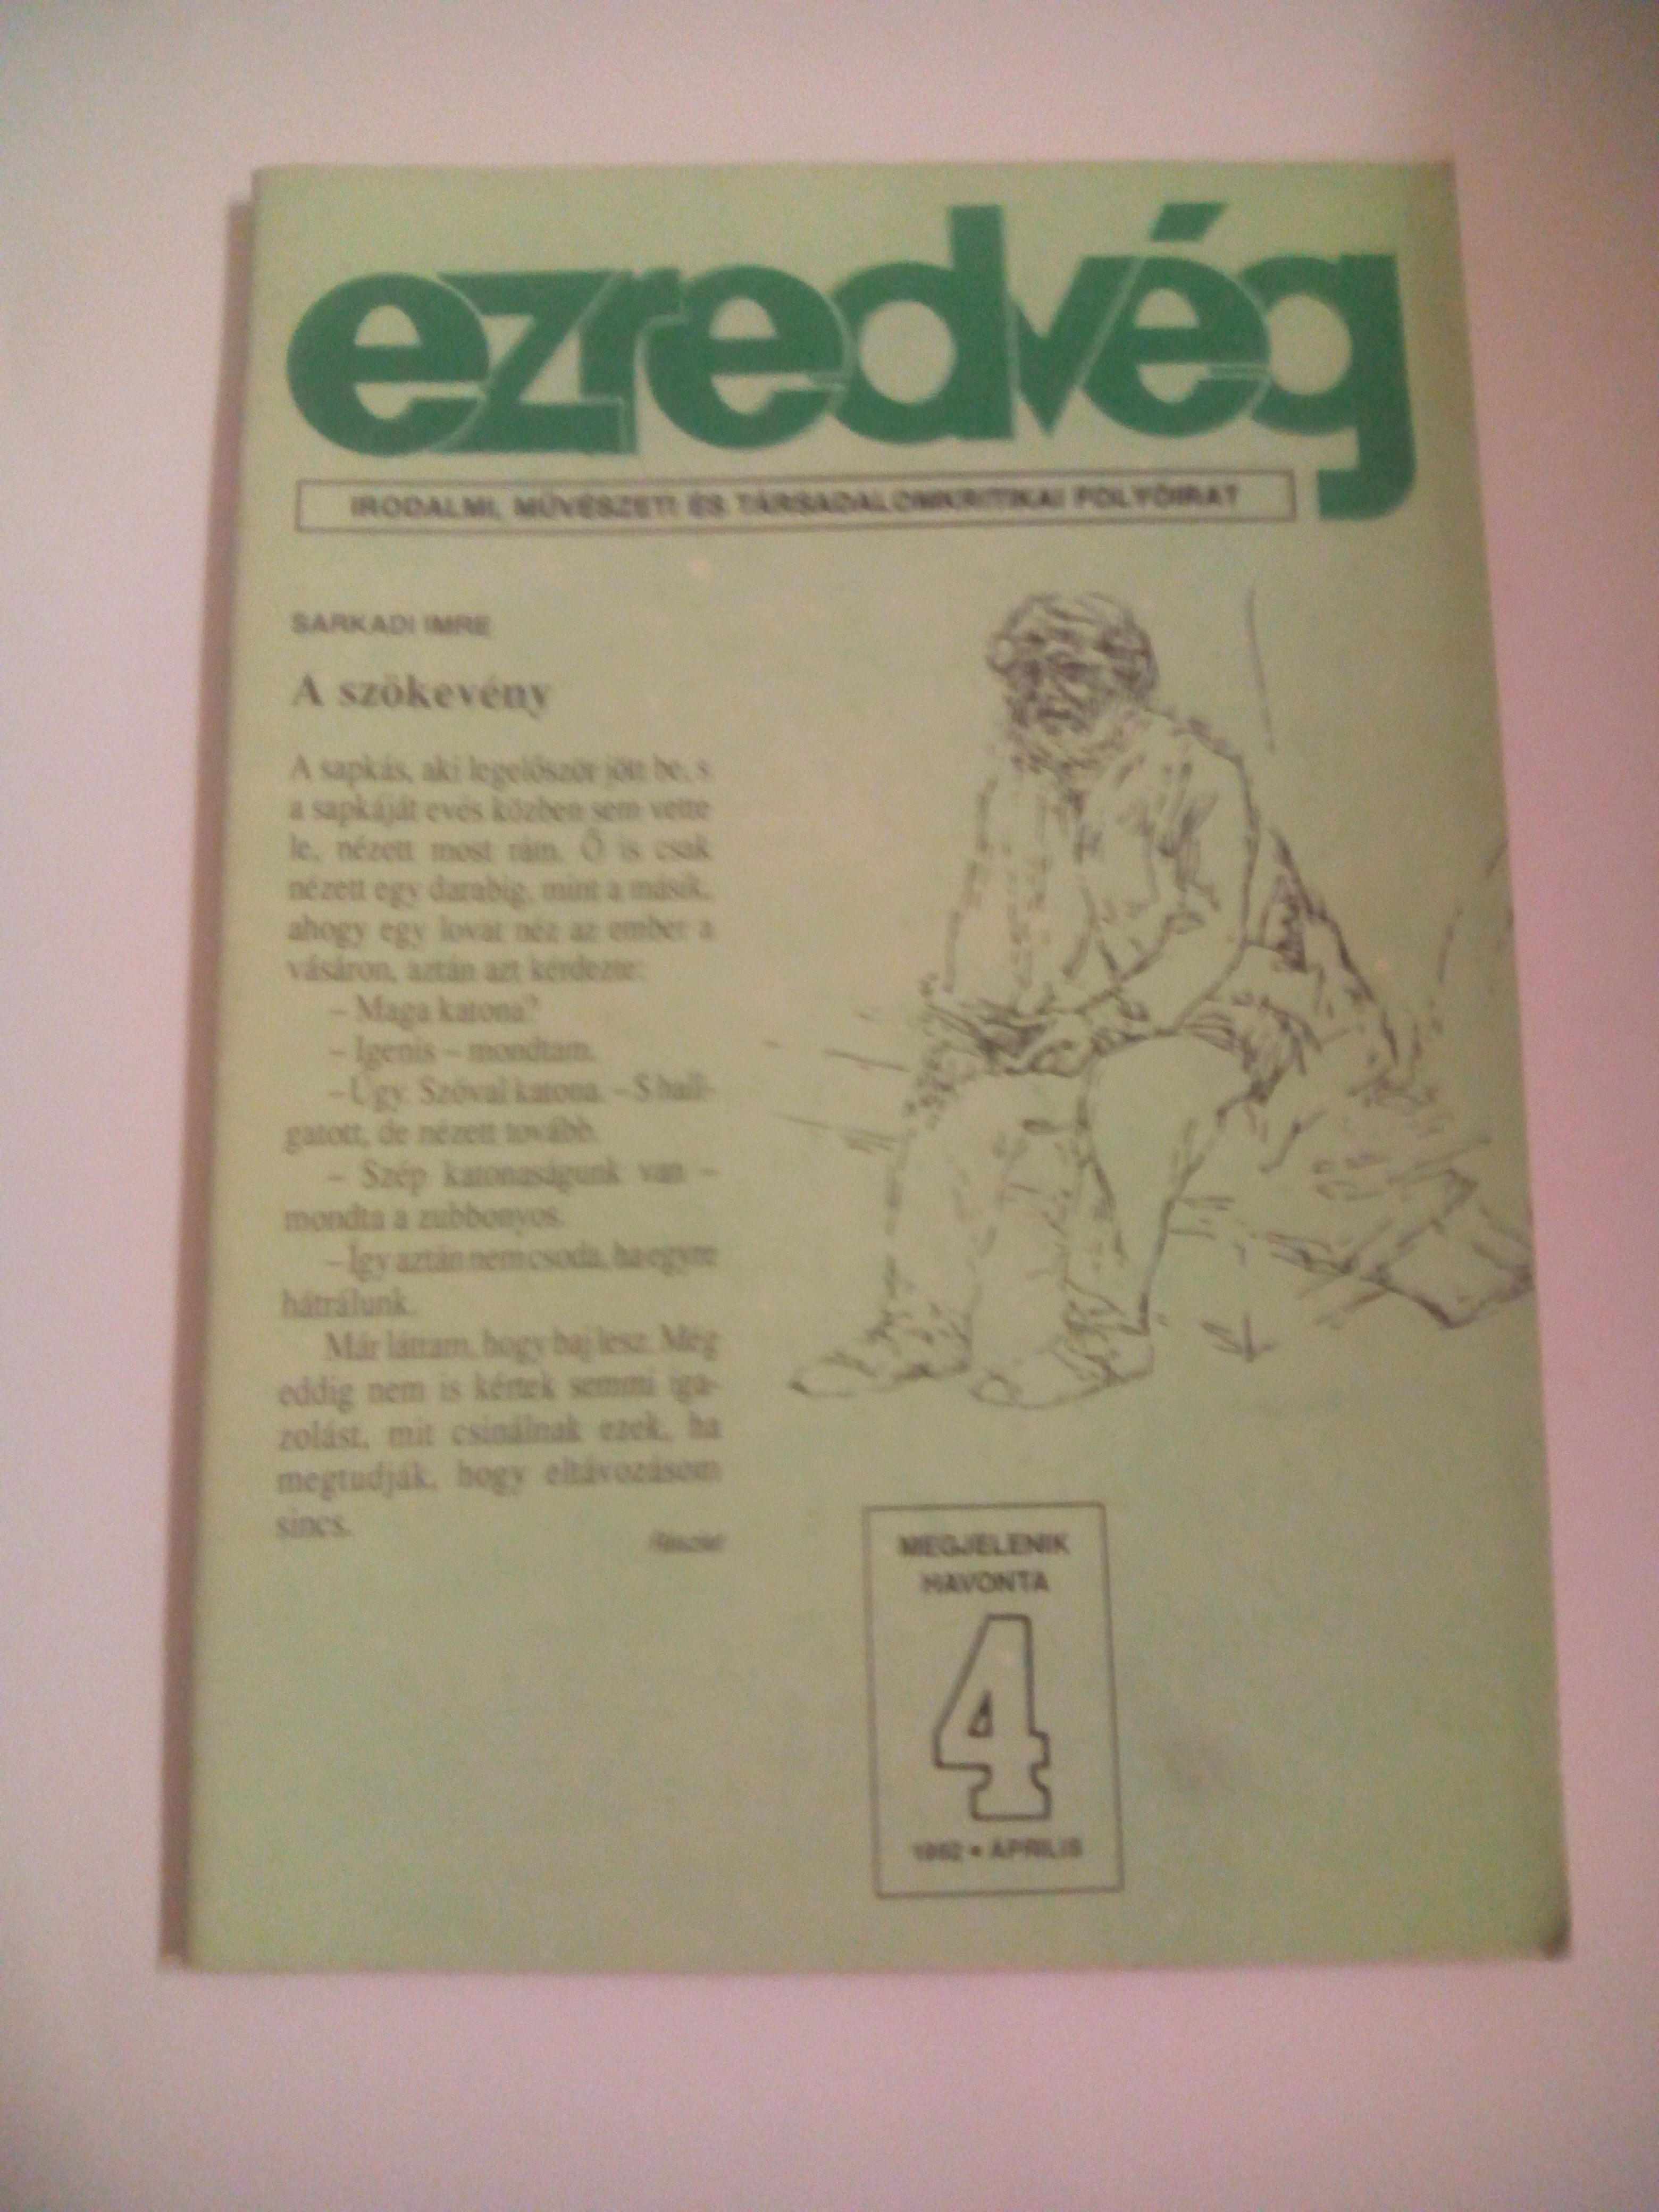 ezredvég
IRODALMI, MŰVÉSZETI ÉS TÁRSADALOMKRITIKAI FOLYÓIRAT
SARKADI IMRE
A szökevény
A sapkás, aki legelőször jött be, s
a sapkáját evés közben sem vette
le, nézett most rám. Ő is csak
nézett egy darabig, mint a másik,
ahogy egy lovat néz az ember a
vásáron, aztán azt kérdezte:
– Maga katona?
– Igenis – mondtam.
– Úgy. Szóval katona. – S hall-
gatott, de nézett tovább.
– Szép katonaságunk van –
mondta a zubbonyos.
– Így aztán nem csoda, ha egyre
hátrálunk.
Már láttam, hogy baj lesz. Még
eddig nem is kértek semmi iga-
zolást, mit csinálnak ezek, ha
megtudják, hogy eltávozásom
sincs.
Részlet
MEGJELENIK
HAVONTA
4
1992 • ÁPRILIS